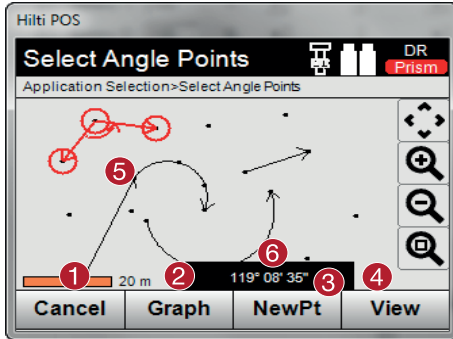 Hilti POS
Select Angle Points
DR
Prism
Application Selection>Select Angle Points
5
6
1
20 m
2
119° 08' 35"
3
4
Cancel
Graph
NewPt
View